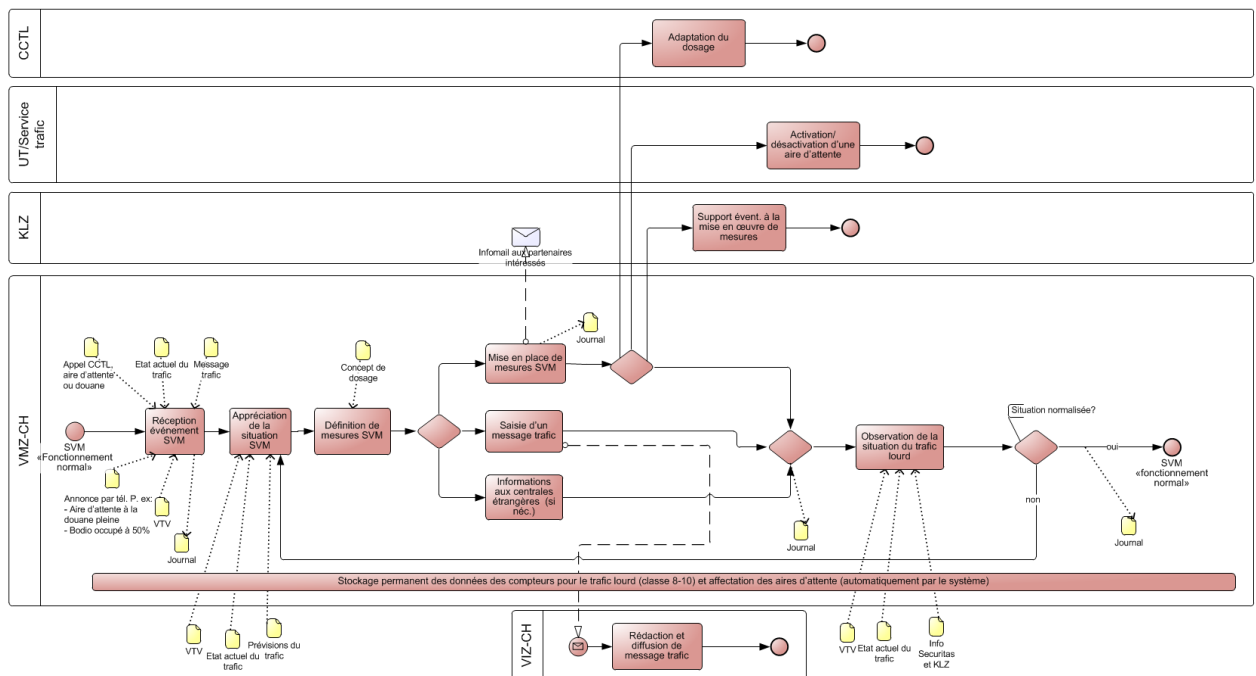 CCTL
Adaptation du
dosage
UT/Service
trafic
Activation/
désactivation d'une
aire d'attente
KLZ
Support évent. à la
mise en œuvre de
mesures
Infomail aux partenaires
intéressés
VMZ-CH
Appel CCTL,
aire d'attente
ou douane
Etat actuel du
trafic
Message
trafic
Concept de
dosage
Journal
Mise en place de
mesures SVM
SVM
«Fonctionnement
normal»
Réception
événement
SVM
Appréciation
de la
situation
SVM
Définition de
mesures SVM
Saisie d'un
message trafic
Informations
aux centrales
étrangères (si
néc.)
Observation de la
situation du trafic
lourd
Situation normalisée?
oui
non
SVM
«fonctionnement
normal»
Annonce par tél. P. ex:
- Aire d'attente à la
douane pleine
- Bodio occupé à 50%
VTV
Journal
Journal
Journal
Stockage permanent des données des compteurs pour le trafic lourd (classe 8-10) et affectation des aires d'attente (automatiquement par le système)
VTV
Etat actuel du
trafic
Prévisions du
trafic
VIZ-CH
Rédaction et
diffusion de
message trafic
VTV
Etat actuel du
trafic
Info
Securitas
et KLZ